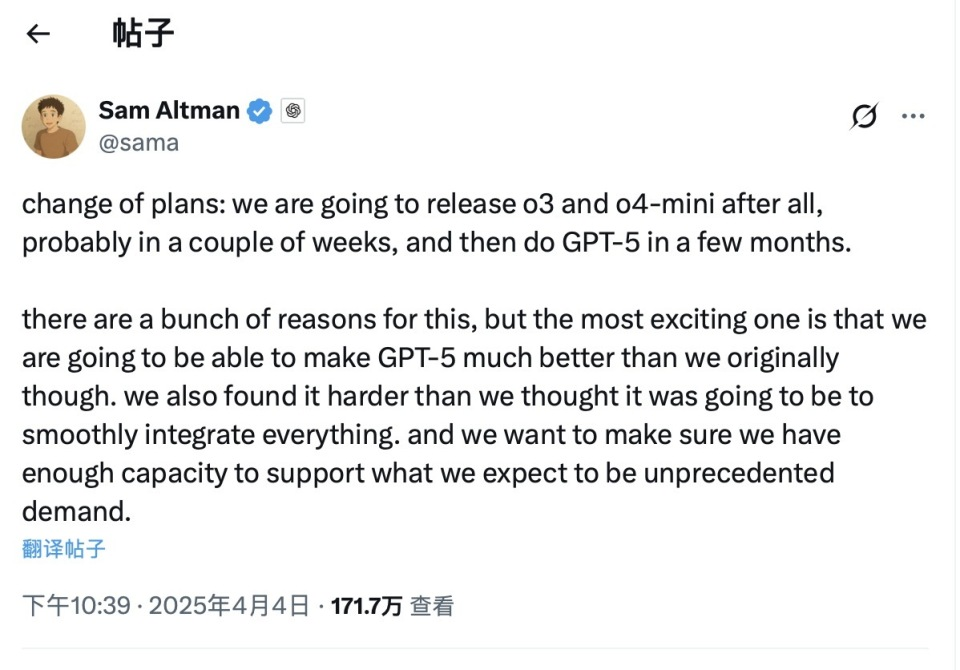 帖子
Sam Altman
@sama
change of plans: we are going to release o3 and o4-mini after all,
probably in a couple of weeks, and then do GPT-5 in a few months.
there are a bunch of reasons for this, but the most exciting one is that we
are going to be able to make GPT-5 much better than we originally
though. we also found it harder than we thought it was going to be to
smoothly integrate everything. and we want to make sure we have
enough capacity to support what we expect to be unprecedented
demand.
翻译帖子
下午10:39 · 2025年4月4日 · 171.7万 查看